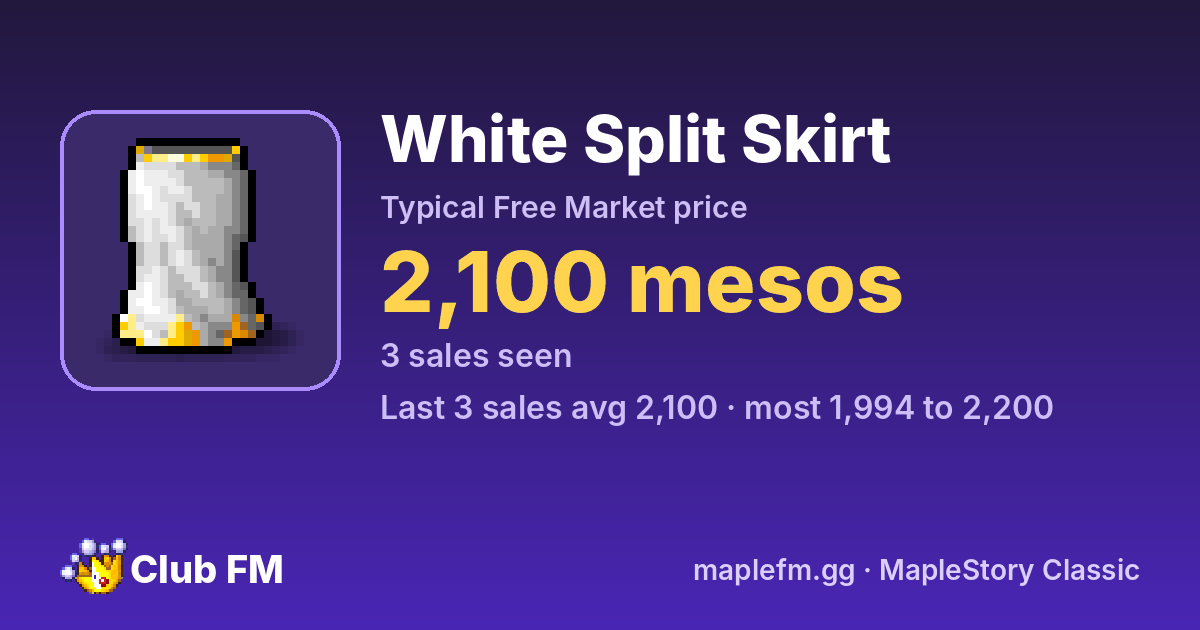 White Split Skirt
Typical Free Market price
2,100 mesos
3 sales seen
Last 3 sales avg 2,100 · most 1,994 to 2,200
Club FM
maplefm.gg · MapleStory Classic